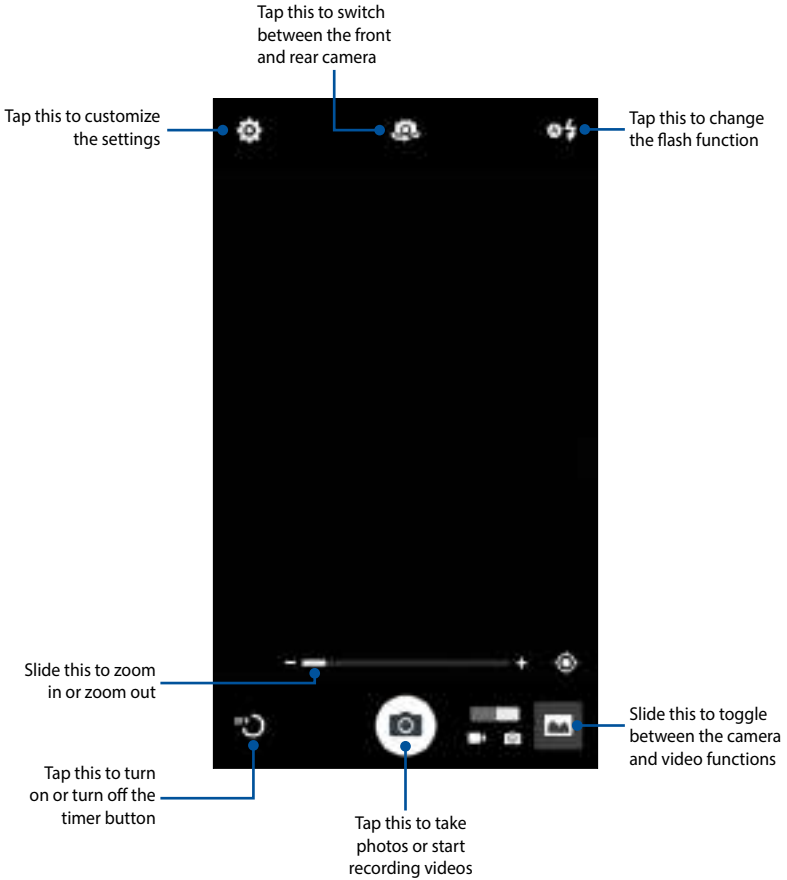 Tap this to switch
between the front
and rear camera
Tap this to customize
the settings
Tap this to change
the flash function
Slide this to zoom
in or zoom out
Slide this to toggle
between the camera
and video functions
Tap this to turn
on or turn off the
timer button
Tap this to take
photos or start
recording videos